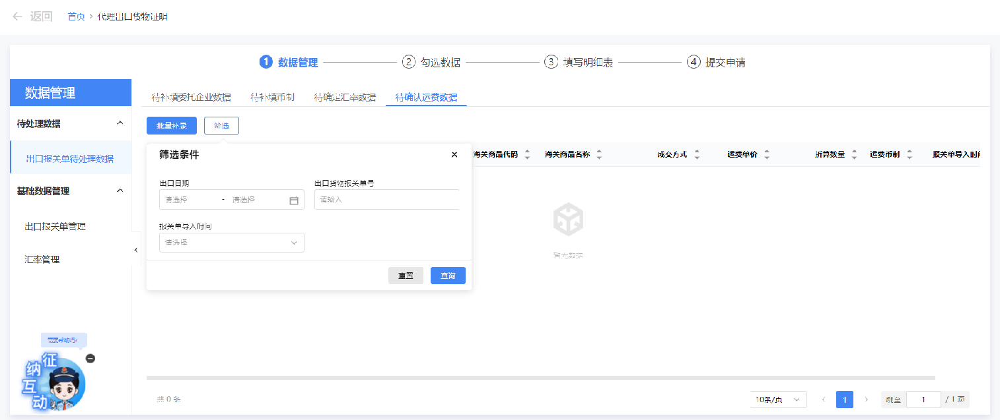 返回 首页 > 代理出口货物证明
1 数据管理 2 勾选数据 3 填写明细表 4 提交申请
数据管理
待处理数据
出口报关单待处理数据
基础数据管理
出口报关单管理
汇率管理
待补填委托企业数据 待补填币制 待确定汇率数据 待确认运费数据
批量补录 筛选
海关商品代码 海关商品名称 成交方式 运费单价 折算数量 运费币制 报关单导入时间
筛选条件
出口日期 出口货物报关单号
请选择 - 请选择 请输入
报关单导入时间
请选择
重置 查询
暂无数据
需要帮助吗?
征纳互动
共 0 条 10条/页 1 跳至 1 / 1 页